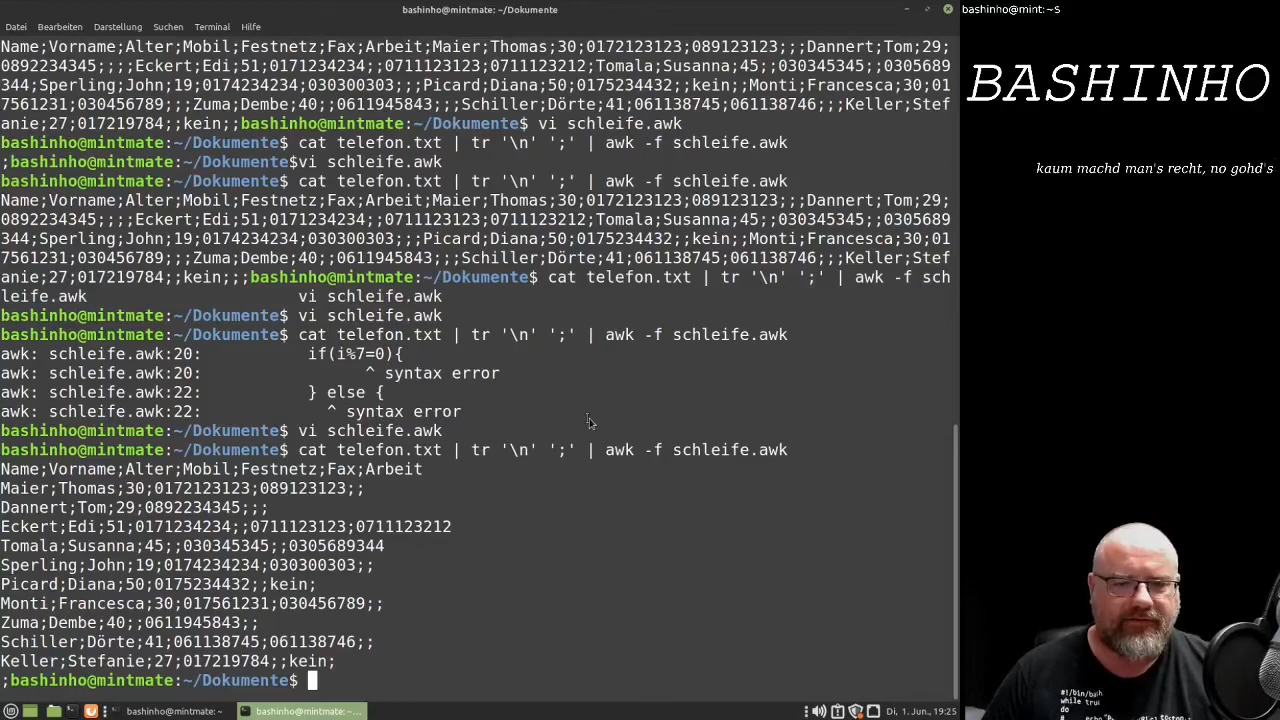 bashinho@mintmate: ~/Dokumente
bashinho@mint:~$
Datei Bearbeiten Darstellung Suchen Terminal Hilfe
Name;Vorname;Alter;Mobil;Festnetz;Fax;Arbeit;Maier;Thomas;30;0172123123;089123123;;;Dannert;Tom;29;
0892234345;;;;Eckert;Edi;51;0171234234;;0711123123;0711123212;Tomala;Susanna;45;;030345345;;0305689
344;Sperling;John;19;0174234234;030300303;;;Picard;Diana;50;0175234432;;kein;;Monti;Francesca;30;01
7561231;030456789;;;Zuma;Dembe;40;;0611945843;;;Schiller;Dörte;41;061138745;061138746;;;Keller;Stef
anie;27;017219784;;kein;;bashinho@mintmate:~/Dokumente$ vi schleife.awk
bashinho@mintmate:~/Dokumente$ cat telefon.txt | tr '\n' ';' | awk -f schleife.awk
;bashinho@mintmate:~/Dokumente$vi schleife.awk
bashinho@mintmate:~/Dokumente$ cat telefon.txt | tr '\n' ';' | awk -f schleife.awk
Name;Vorname;Alter;Mobil;Festnetz;Fax;Arbeit;Maier;Thomas;30;0172123123;089123123;;;Dannert;Tom;29;
0892234345;;;;Eckert;Edi;51;0171234234;;0711123123;0711123212;Tomala;Susanna;45;;030345345;;0305689
344;Sperling;John;19;0174234234;030300303;;;Picard;Diana;50;0175234432;;kein;;Monti;Francesca;30;01
7561231;030456789;;;Zuma;Dembe;40;;0611945843;;;Schiller;Dörte;41;061138745;061138746;;;Keller;Stef
anie;27;017219784;;kein;;;bashinho@mintmate:~/Dokumente$ cat telefon.txt | tr '\n' ';' | awk -f sch
leife.awk vi schleife.awk
bashinho@mintmate:~/Dokumente$ vi schleife.awk
bashinho@mintmate:~/Dokumente$ cat telefon.txt | tr '\n' ';' | awk -f schleife.awk
awk: schleife.awk:20: if(i%7=0){
awk: schleife.awk:20: ^ syntax error
awk: schleife.awk:22: } else {
awk: schleife.awk:22: ^ syntax error
bashinho@mintmate:~/Dokumente$ vi schleife.awk
bashinho@mintmate:~/Dokumente$ cat telefon.txt | tr '\n' ';' | awk -f schleife.awk
Name;Vorname;Alter;Mobil;Festnetz;Fax;Arbeit
Maier;Thomas;30;0172123123;089123123;;
Dannert;Tom;29;0892234345;;;
Eckert;Edi;51;0171234234;;0711123123;0711123212
Tomala;Susanna;45;;030345345;;0305689344
Sperling;John;19;0174234234;030300303;;
Picard;Diana;50;0175234432;;kein;
Monti;Francesca;30;017561231;030456789;;
Zuma;Dembe;40;;0611945843;;
Schiller;Dörte;41;061138745;061138746;;
Keller;Stefanie;27;017219784;;kein;
;bashinho@mintmate:~/Dokumente$
BASHINHO
kaum machd man's recht, no gohd's
#!/bin/bash
while true
do
bashinho@mintmate: ~
bashinho@mintmate: ~...
Di, 1. Jun., 19:25